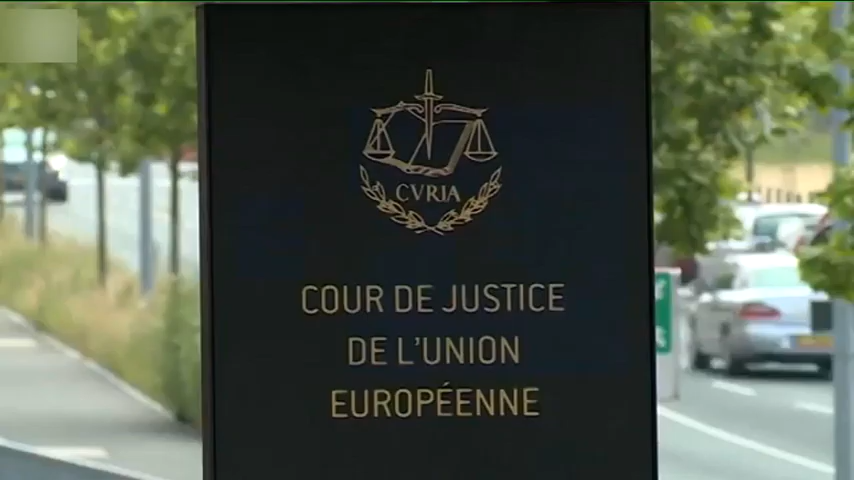 CVRIA
COUR DE JUSTICE
DE L'UNION
EUROPÉENNE